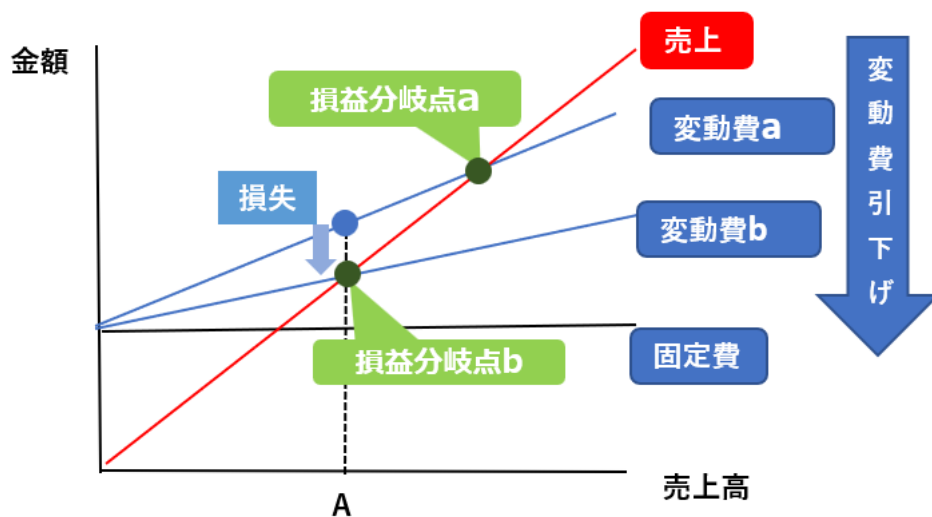 売上
金額
損益分岐点a
変動費a
損失
変動費b
変動費引下げ
損益分岐点b
固定費
売上高
A